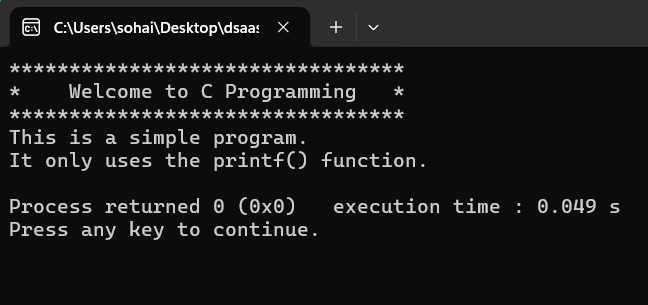 C:\Users\sohai\Desktop\dsaas
*********************************
*    Welcome to C Programming   *
*********************************
This is a simple program.
It only uses the printf() function.
Process returned 0 (0x0)   execution time : 0.049 s
Press any key to continue.